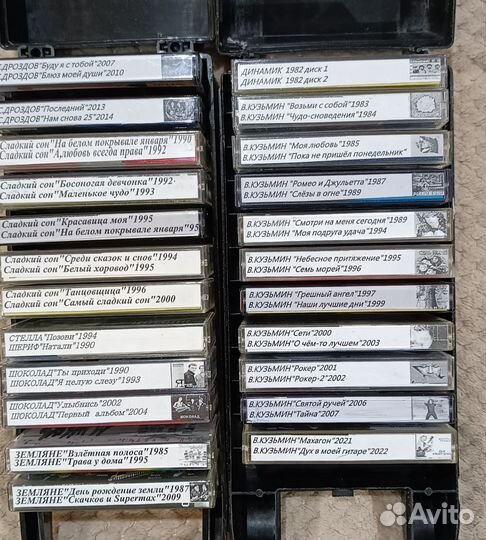 С.ДРОЗДОВ"Буду я с тобой"2007
С.ДРОЗДОВ"Блюз моей души"2010
С.ДРОЗДОВ"Последний"2013
С.ДРОЗДОВ"Нам снова 25"2014
Сладкий сон"На белом покрывале января"1990
Сладкий сон"А любовь всегда права"1992
Сладкий сон"Босоногая девчонка"1992
Сладкий сон"Маленькое чудо"1993
Сладкий сон"Красавица моя"1995
Сладкий сон"На белом покрывале января"95
Сладкий сон"Среди сказок и снов"1994
Сладкий сон"Белый хоровод"1995
Сладкий сон"Танцовщица"1996
Сладкий сон"Самый сладкий сон"2000
СТЕЛЛА"Позови"1994
ШЕРИФ"Натали"1990
ШОКОЛАД"Ты приходи"1990
ШОКОЛАД"Я целую слезу"1993
ШОКОЛАД"Улыбнись"2002
ШОКОЛАД"Первый альбом"2004
ШОКОЛАД
ЗЕМЛЯНЕ"Взлётная полоса"1985
ЗЕМЛЯНЕ"Трава у дома"1995
ЗЕМЛЯНЕ"День рождение земли"1987
ЗЕМЛЯНЕ"Скачков и Supermax"2009
ДИНАМИК 1982 диск 1
ДИНАМИК 1982 диск 2
В.КУЗЬМИН "Возьми с собой"1983
В.КУЗЬМИН "Чудо-сноведения"1984
В.КУЗЬМИН "Моя любовь"1985
В.КУЗЬМИН "Пока не пришёл понедельник"
В.КУЗЬМИН "Ромео и Джульетта"1987
В.КУЗЬМИН "Слёзы в огне"1989
В.КУЗЬМИН "Смотри на меня сегодня"1989
В.КУЗЬМИН "Моя подруга удача"1994
В.КУЗЬМИН "Небесное притяжение"1995
В.КУЗЬМИН "Семь морей"1996
В.КУЗЬМИН "Грешный ангел"1997
В.КУЗЬМИН "Наши лучшие дни"1999
В.КУЗЬМИН "Сети"2000
В.КУЗЬМИН"О чём-то лучшем"2003
В.КУЗЬМИН "Рокер"2001
В.КУЗЬМИН "Рокер-2"2002
В.КУЗЬМИН "Святой ручей"2006
В.КУЗЬМИН "Тайна"2007
В.КУЗЬМИН"Махагон"2021
В.КУЗЬМИН"Дух в моей гитаре"2022
Avito